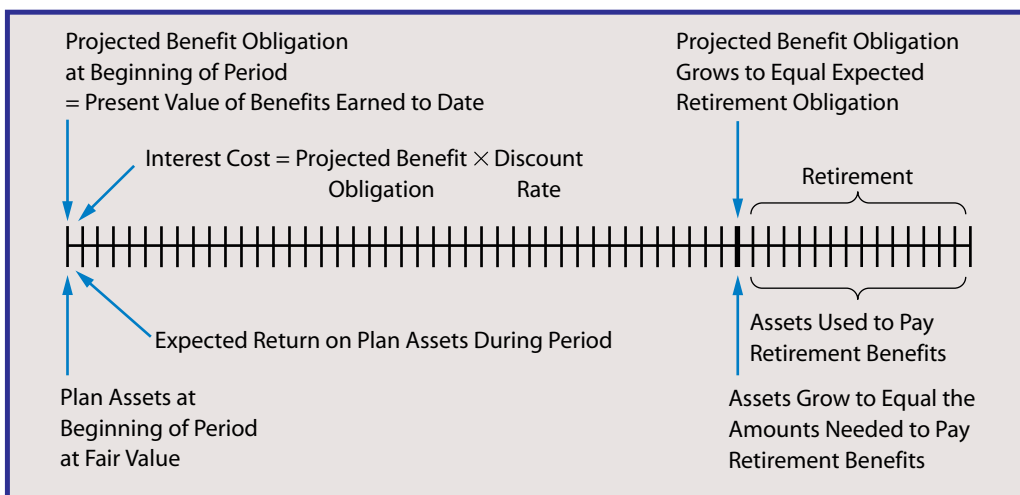 Projected Benefit Obligation
at Beginning of Period
= Present Value of Benefits Earned to Date
Projected Benefit Obligation
Grows to Equal Expected
Retirement Obligation
Interest Cost = Projected Benefit × Discount
Obligation Rate
Retirement
Expected Return on Plan Assets During Period
Assets Used to Pay
Retirement Benefits
Plan Assets at
Beginning of Period
at Fair Value
Assets Grow to Equal the
Amounts Needed to Pay
Retirement Benefits